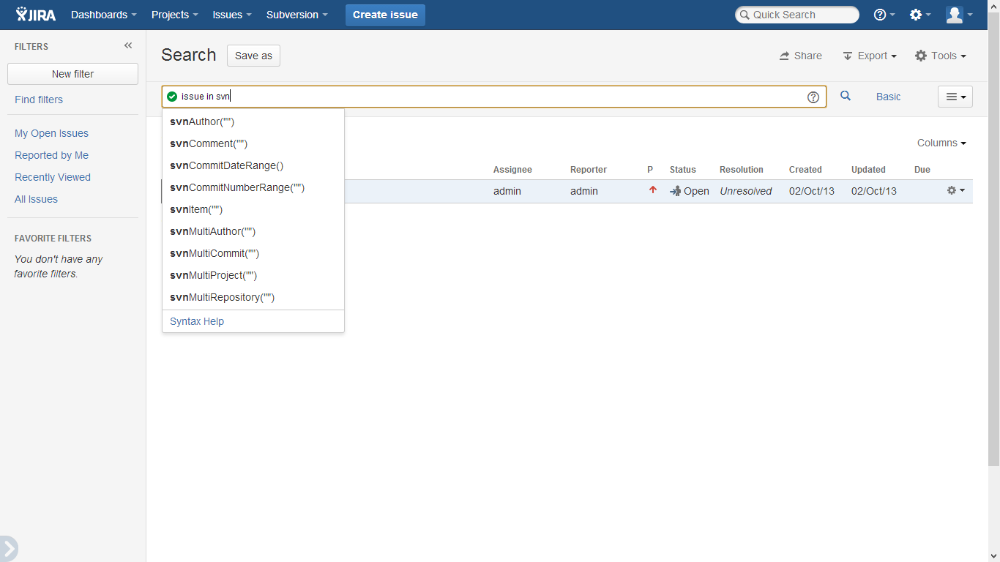 JIRA Dashboards Projects Issues Subversion Create issue Quick Search
FILTERS
New filter
Find filters
My Open Issues
Reported by Me
Recently Viewed
All Issues
FAVORITE FILTERS
You don't have any
favorite filters.
Search Save as Share Export Tools
issue in svn Basic
svnAuthor("")
svnComment("")
svnCommitDateRange()
svnCommitNumberRange("")
svnItem("")
svnMultiAuthor("")
svnMultiCommit("")
svnMultiProject("")
svnMultiRepository("")
Syntax Help
Columns
Assignee Reporter P Status Resolution Created Updated Due
admin admin Open Unresolved 02/Oct/13 02/Oct/13